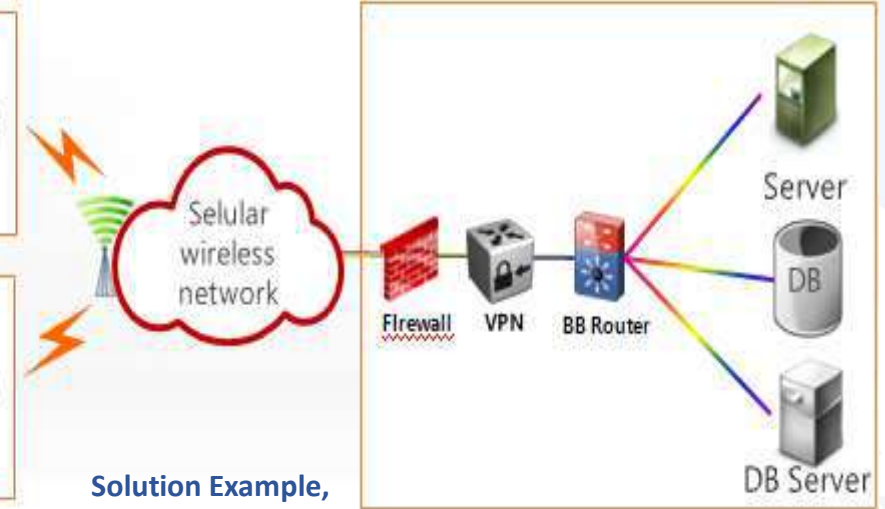 Selular
wireless
network
FIrewall
VPN
BB Router
Server
DB
DB Server
Solution Example,